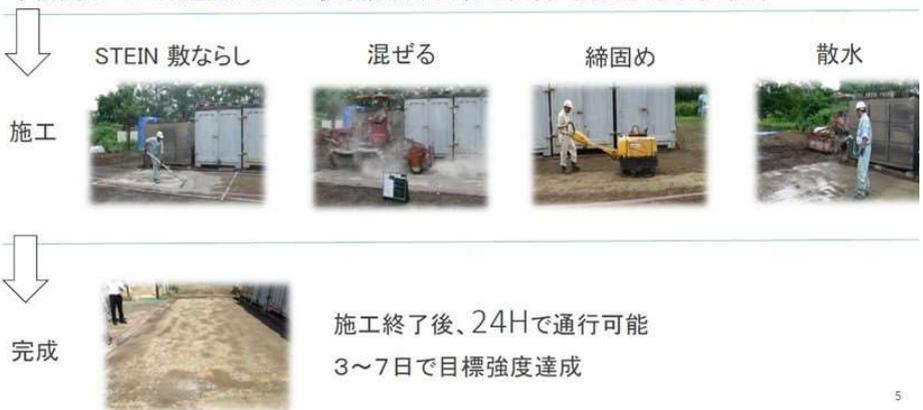 STEIN 敷ならし
混ぜる
締固め
散水
施工
完成
施工終了後、24Hで通行可能
3～7日で目標強度達成
5